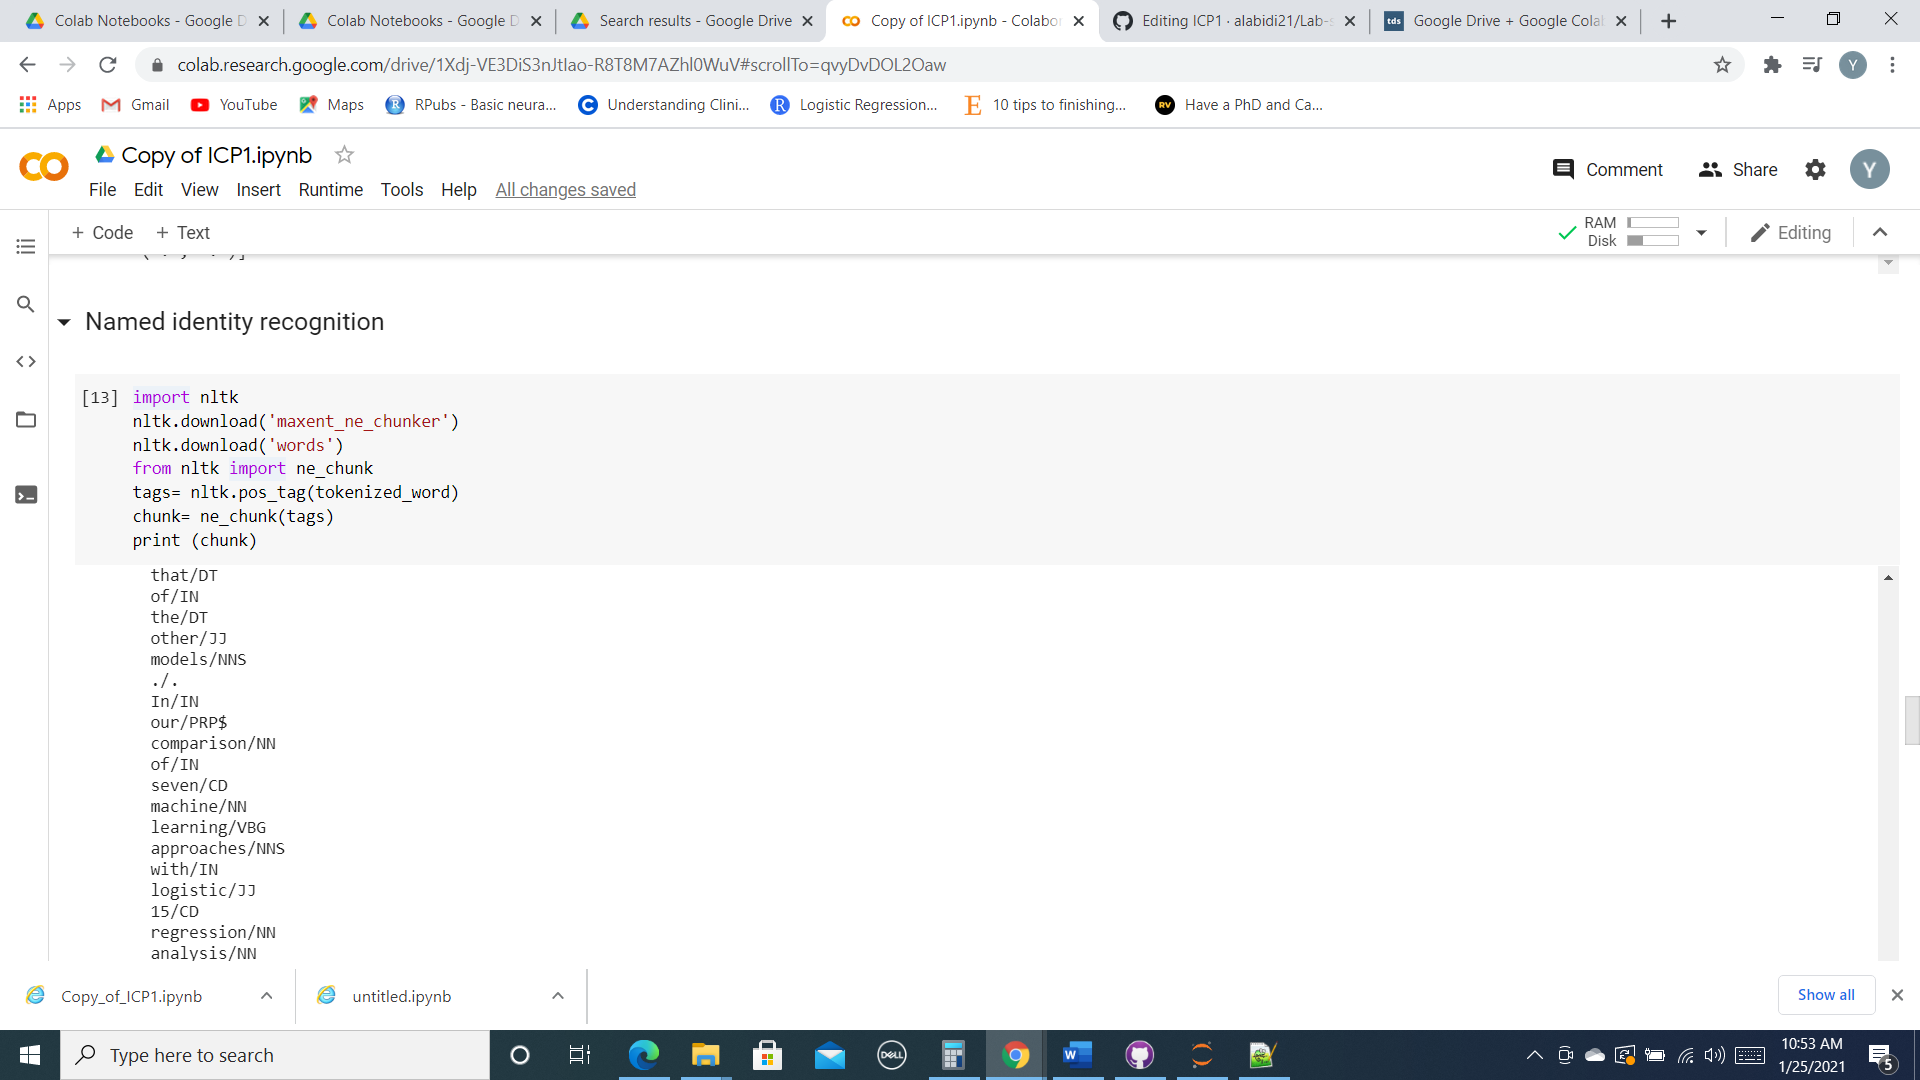 Colab Notebooks - Google D
Colab Notebooks - Google D
Search results - Google Drive
Copy of ICP1.ipynb - Colabor
Editing ICP1 · alabidi21/Lab-
tds Google Drive + Google Colab
colab.research.google.com/drive/1Xdj-VE3DiS3nJtIao-R8T8M7AZhl0WuV#scrollTo=qvyDvDOL2Oaw
Y
Apps
Gmail
YouTube
Maps
R RPubs - Basic neura...
C Understanding Clini...
R Logistic Regression...
E 10 tips to finishing...
RV Have a PhD and Ca...
CO
Copy of ICP1.ipynb
Comment
Share
Y
File Edit View Insert Runtime Tools Help All changes saved
+ Code + Text
RAM
Disk
Editing
Named identity recognition
[13] import nltk
nltk.download('maxent_ne_chunker')
nltk.download('words')
from nltk import ne_chunk
tags= nltk.pos_tag(tokenized_word)
chunk= ne_chunk(tags)
print (chunk)
that/DT
of/IN
the/DT
other/JJ
models/NNS
./.
In/IN
our/PRP$
comparison/NN
of/IN
seven/CD
machine/NN
learning/VBG
approaches/NNS
with/IN
logistic/JJ
15/CD
regression/NN
analysis/NN
Copy_of_ICP1.ipynb
untitled.ipynb
Show all
Type here to search
DELL
W
10:53 AM
1/25/2021
5